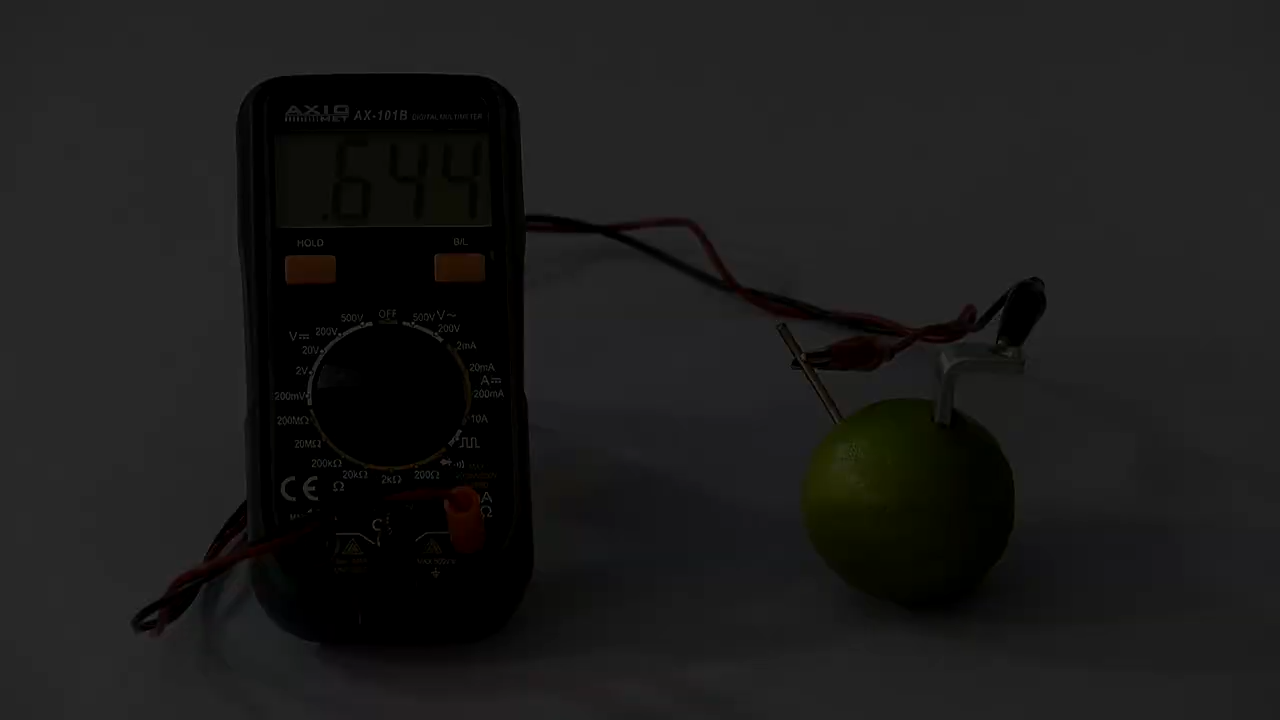 AXIO
MET AX-101B DIGITAL MULTIMETER
.644
HOLD B/L
OFF
500V 500V V~
V⎓ 200V 200V
20V 2mA
2V 20mA
A⎓
200mV 200mA
200MΩ 10A
20MΩ
200kΩ
20kΩ 2kΩ 200Ω
CE Ω A
Ω
C